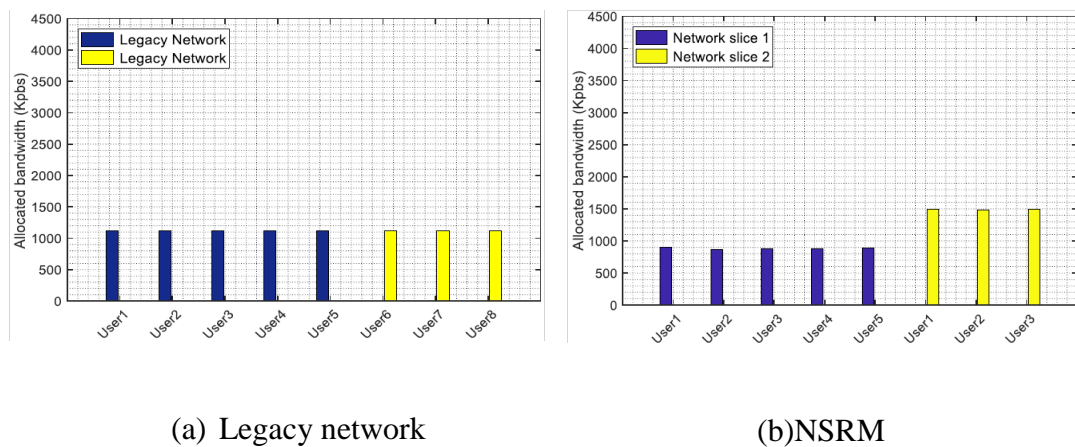 4500
4000
3500
3000
2500
2000
1500
1000
500
0
Allocated bandwidth (Kpbs)
Legacy Network
Legacy Network
User1
User2
User3
User4
User5
User6
User7
User8
4500
4000
3500
3000
2500
2000
1500
1000
500
0
Allocated bandwidth (Kpbs)
Network slice 1
Network slice 2
User1
User2
User3
User4
User5
User1
User2
User3
(a) Legacy network
(b)NSRM